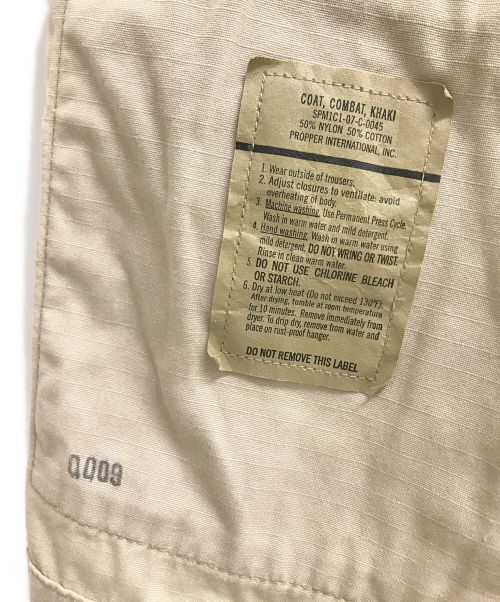 COAT, COMBAT, KHAKI
SPM1C1-07-C-0045
50% NYLON 50% COTTON
PROPPER INTERNATIONAL, INC.
1. Wear outside of trousers.
2. Adjust closures to ventilate: avoid
overheating of body.
3. Machine washing. Use Permanent Press Cycle.
Wash in warm water and mild detergent.
4. Hand washing. Wash in warm water using
mild detergent. DO NOT WRING OR TWIST.
Rinse in clean warm water.
5. DO NOT USE CHLORINE BLEACH
OR STARCH.
6. Dry at low heat (Do not exceed 130°F).
After drying, tumble at room temperature
for 10 minutes. Remove immediately from
dryer. To drip dry, remove from water and
place on rust-proof hanger.
DO NOT REMOVE THIS LABEL
Q009